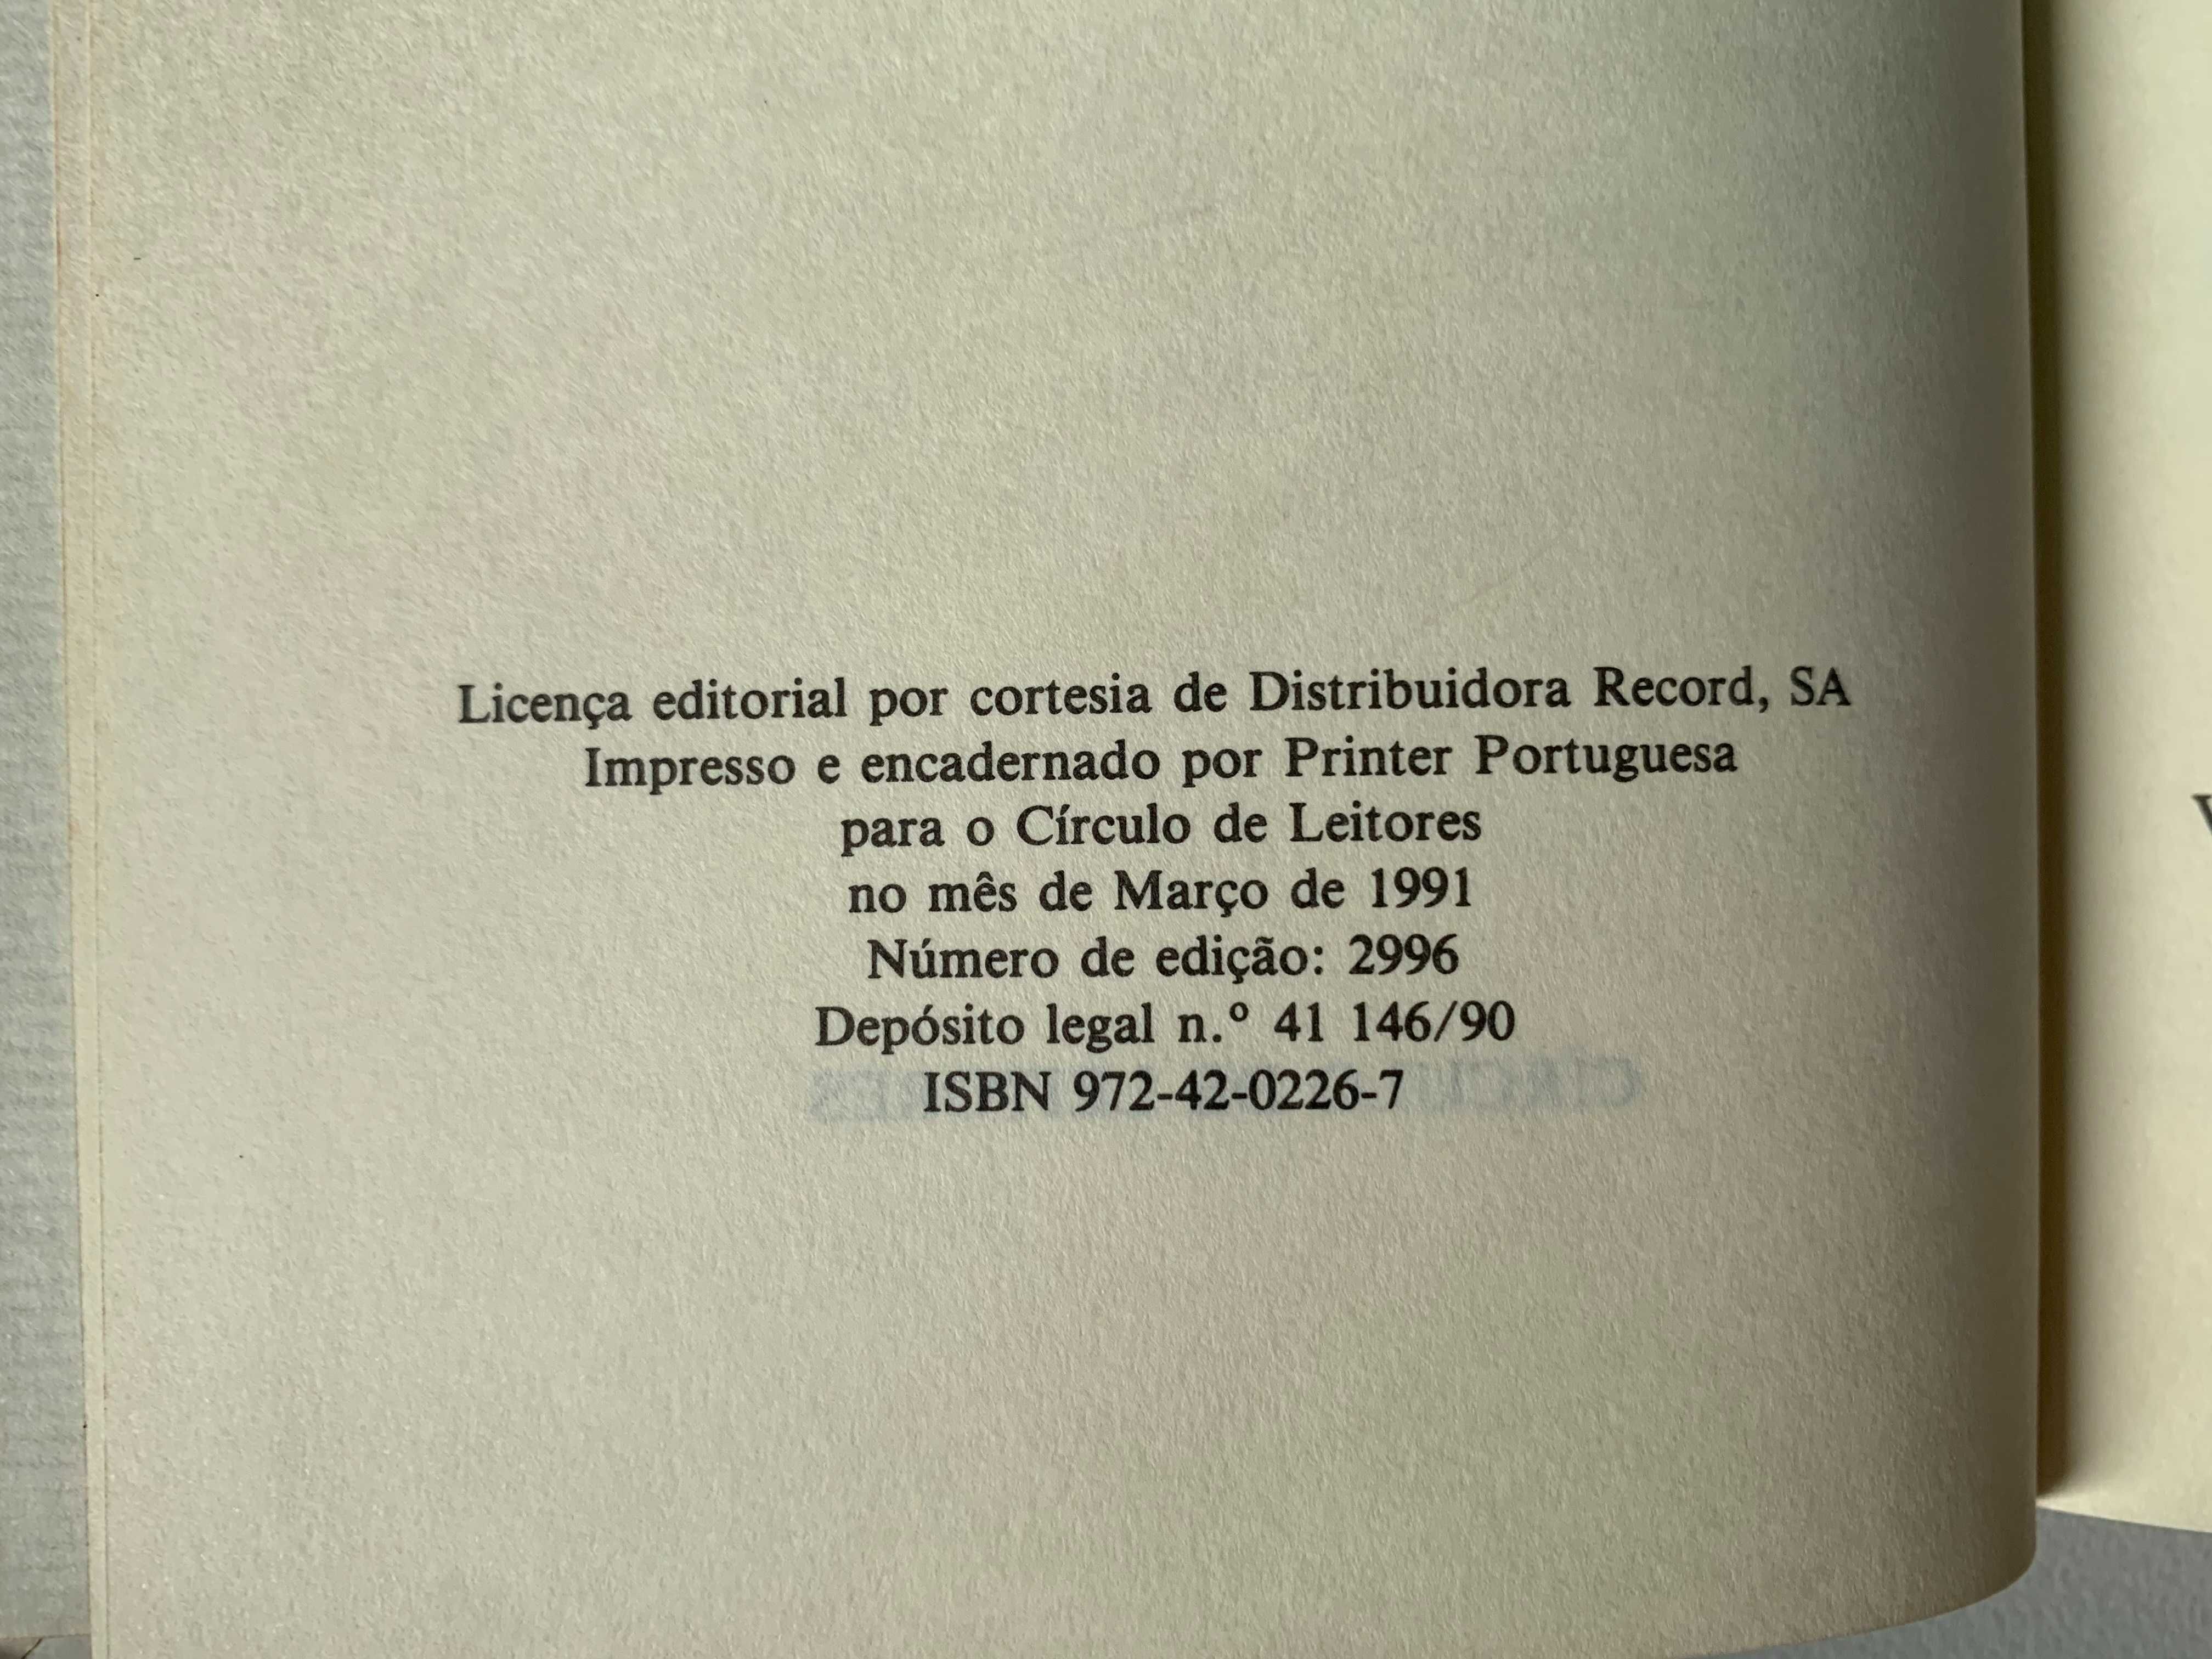 Licença editorial por cortesia de Distribuidora Record, SA
Impresso e encadernado por Printer Portuguesa
para o Círculo de Leitores
no mês de Março de 1991
Número de edição: 2996
Depósito legal n.º 41 146/90
ISBN 972-42-0226-7